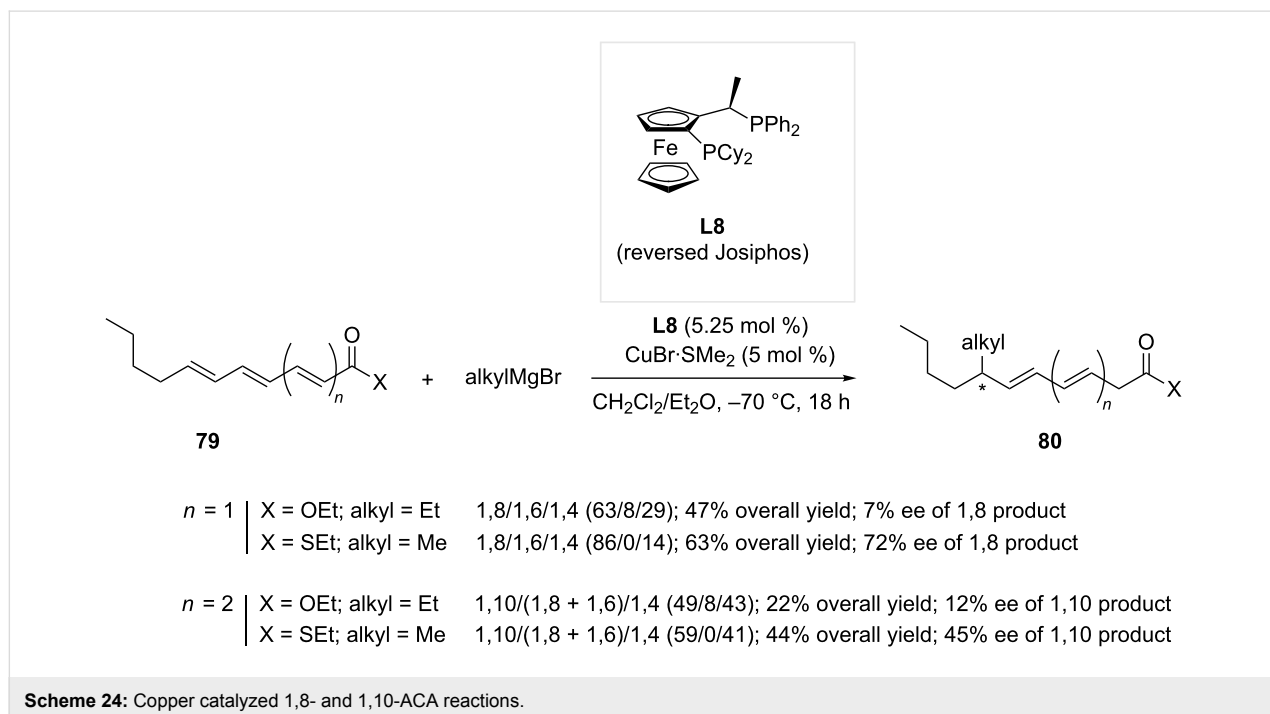 PPh2
Fe
PCy2
L8
(reversed Josiphos)
L8 (5.25 mol %)
CuBr·SMe2 (5 mol %)
CH2Cl2/Et2O, –70 °C, 18 h
O
X
n
79
+
alkylMgBr
alkyl
*
n
O
X
80
n = 1 X = OEt; alkyl = Et 1,8/1,6/1,4 (63/8/29); 47% overall yield; 7% ee of 1,8 product
X = SEt; alkyl = Me 1,8/1,6/1,4 (86/0/14); 63% overall yield; 72% ee of 1,8 product
n = 2 X = OEt; alkyl = Et 1,10/(1,8 + 1,6)/1,4 (49/8/43); 22% overall yield; 12% ee of 1,10 product
X = SEt; alkyl = Me 1,10/(1,8 + 1,6)/1,4 (59/0/41); 44% overall yield; 45% ee of 1,10 product
Scheme 24: Copper catalyzed 1,8- and 1,10-ACA reactions.